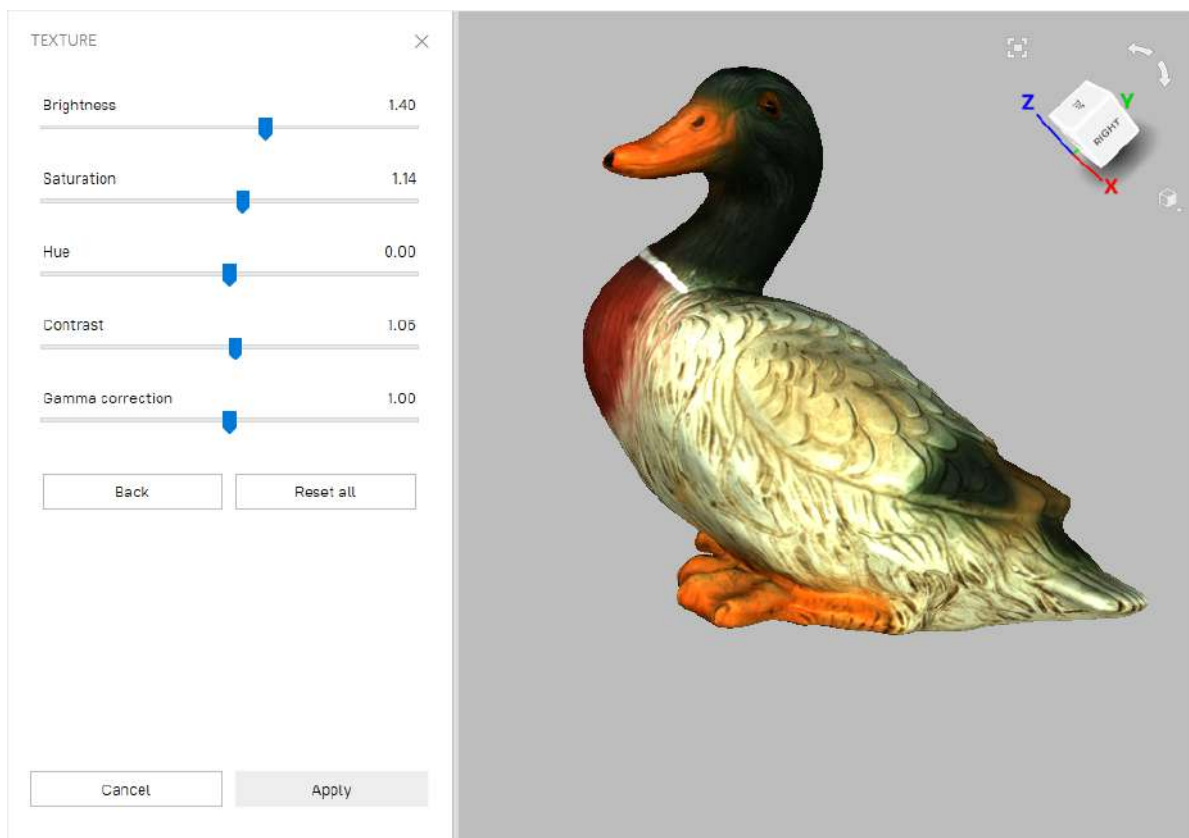 TEXTURE
Brightness 1.40
Saturation 1.14
Hue 0.00
Contrast 1.06
Gamma correction 1.00
Back Reset all
Cancel Apply
Z Y
RIGHT
X